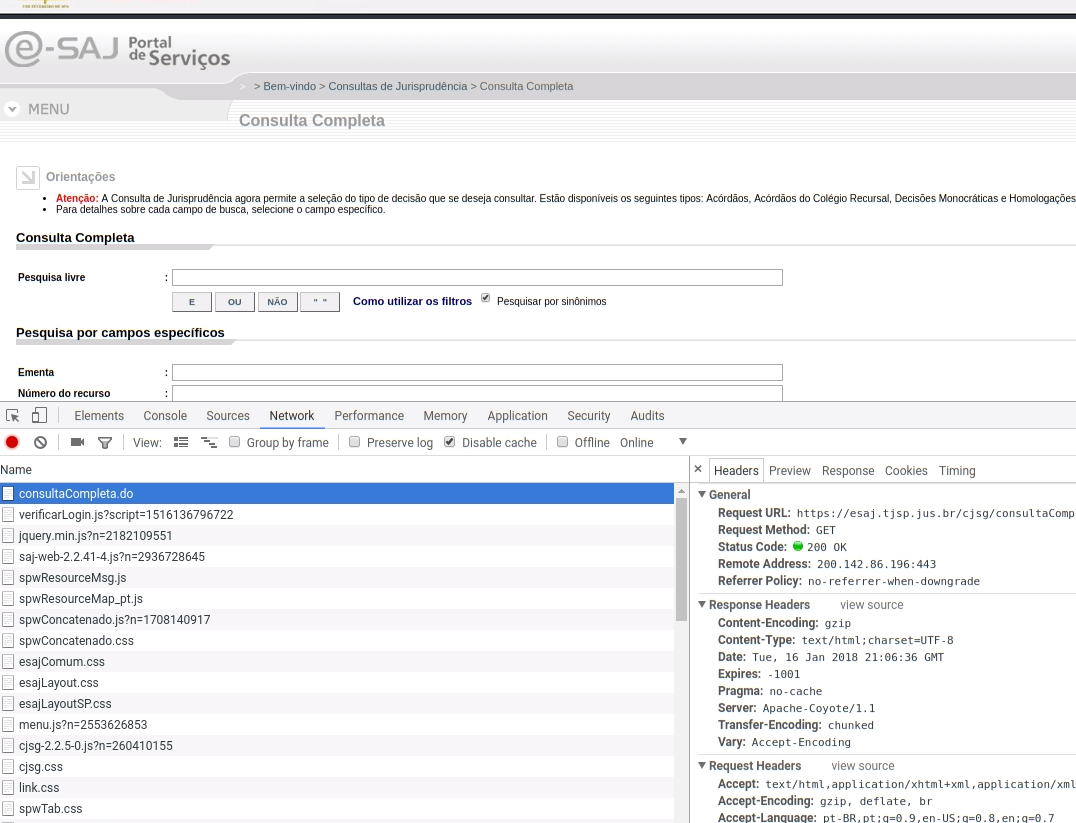 e-SAJ Portal de Serviços
> > Bem-vindo > Consultas de Jurisprudência > Consulta Completa
MENU
Consulta Completa
Orientações
• Atenção: A Consulta de Jurisprudência agora permite a seleção do tipo de decisão que se deseja consultar. Estão disponíveis os seguintes tipos: Acórdãos, Acórdãos do Colégio Recursal, Decisões Monocráticas e Homologações
• Para detalhes sobre cada campo de busca, selecione o campo específico.
Consulta Completa
Pesquisa livre :
E OU NÃO " " Como utilizar os filtros Pesquisar por sinônimos
Pesquisa por campos específicos
Ementa :
Número do recurso :
Elements Console Sources Network Performance Memory Application Security Audits
View: Group by frame Preserve log Disable cache Offline Online
Name
consultaCompleta.do
verificarLogin.js?script=1516136796722
jquery.min.js?n=2182109551
saj-web-2.2.41-4.js?n=2936728645
spwResourceMsg.js
spwResourceMap_pt.js
spwConcatenado.js?n=1708140917
spwConcatenado.css
esajComum.css
esajLayout.css
esajLayoutSP.css
menu.js?n=2553626853
cjsg-2.2.5-0.js?n=260410155
cjsg.css
link.css
spwTab.css
× Headers Preview Response Cookies Timing
General
Request URL: https://esaj.tjsp.jus.br/cjsg/consultaComp
Request Method: GET
Status Code: 200 OK
Remote Address: 200.142.86.196:443
Referrer Policy: no-referrer-when-downgrade
Response Headers view source
Content-Encoding: gzip
Content-Type: text/html;charset=UTF-8
Date: Tue, 16 Jan 2018 21:06:36 GMT
Expires: -1001
Pragma: no-cache
Server: Apache-Coyote/1.1
Transfer-Encoding: chunked
Vary: Accept-Encoding
Request Headers view source
Accept: text/html,application/xhtml+xml,application/xml
Accept-Encoding: gzip, deflate, br
Accept-Language: pt-BR,pt;q=0.9,en-US;q=0.8,en;q=0.7